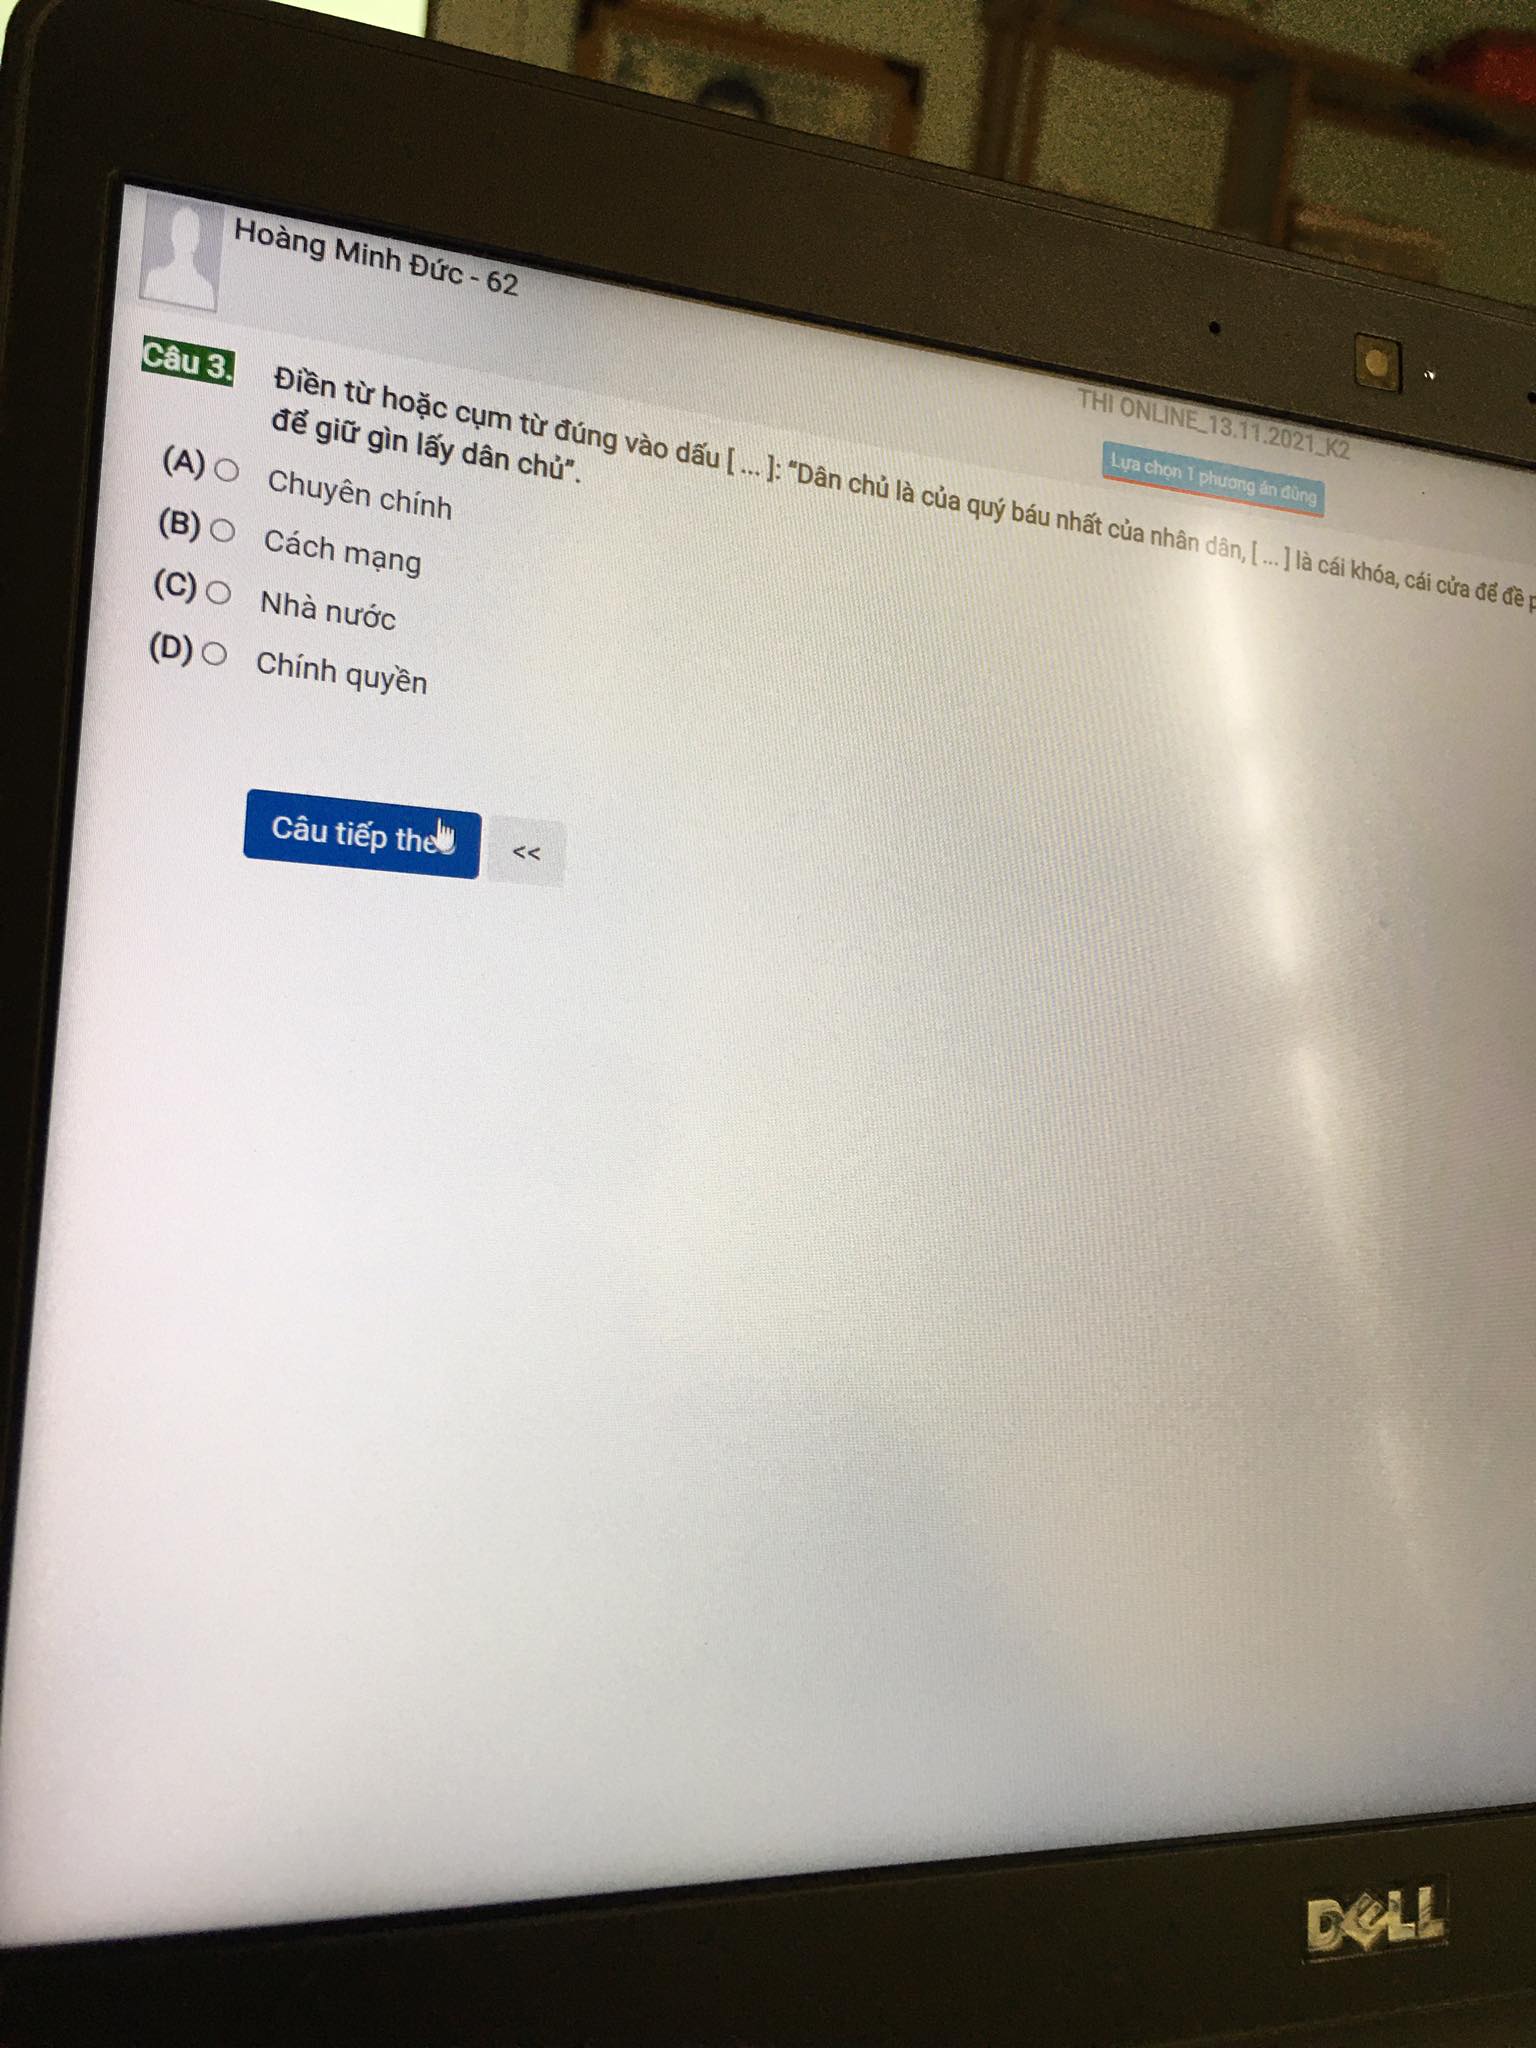 Hoàng Minh Đức - 62
THI ONLINE_13.11.2021_K2
Lựa chọn 1 phương án đúng
Câu 3. Điền từ hoặc cụm từ đúng vào dấu [ ... ]: “Dân chủ là của quý báu nhất của nhân dân, [ ... ] là cái khóa, cái cửa để đề
để giữ gìn lấy dân chủ”.
(A) Chuyên chính
(B) Cách mạng
(C) Nhà nước
(D) Chính quyền
Câu tiếp the
<<
DELL